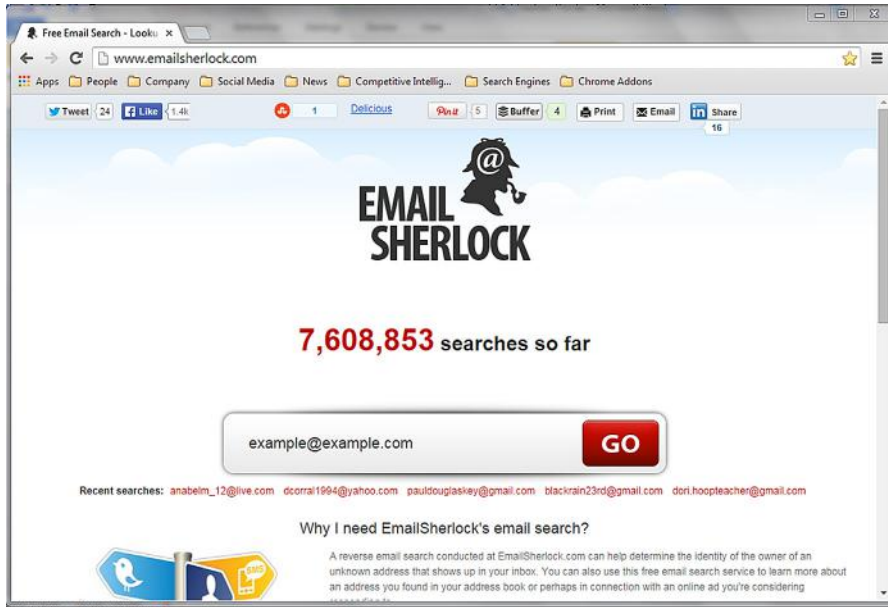 Free Email Search - Looku
www.emailsherlock.com
Apps People Company Social Media News Competitive Intellig... Search Engines Chrome Addons
Tweet 24 Like 1.4k 1 Delicious Pin it 5 Buffer 4 Print Email in Share
16
@
EMAIL
SHERLOCK
7,608,853 searches so far
example@example.com GO
Recent searches: anabelm_12@live.com dcorral1994@yahoo.com pauldouglaskey@gmail.com blackrain23rd@gmail.com dori.hoopteacher@gmail.com
Why I need EmailSherlock's email search?
A reverse email search conducted at EmailSherlock.com can help determine the identity of the owner of an
unknown address that shows up in your inbox. You can also use this free email search service to learn more about
an address you found in your address book or perhaps in connection with an online ad you're considering
SMS